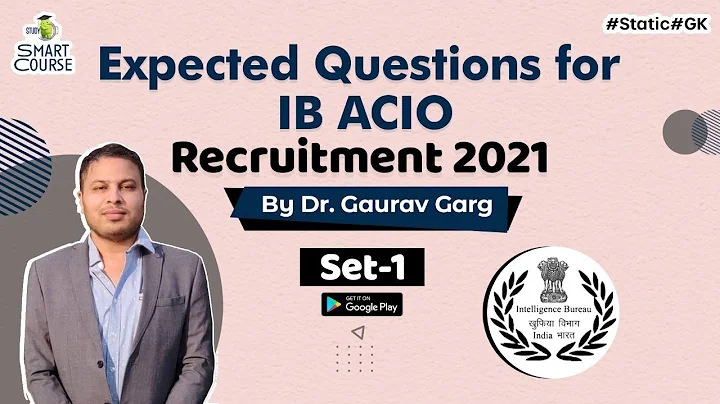 STUDY
SMART
COURSE
#Static#GK
Expected Questions for
IB ACIO
Recruitment 2021
By Dr. Gaurav Garg
Set-1
GET IT ON
Google Play
Intelligence Bureau
खुफिया विभाग
India भारत